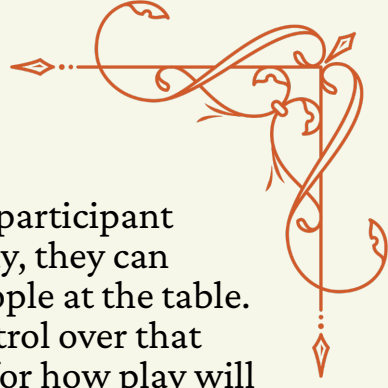 participant
y, they can
ople at the table.
trol over that
for how play will